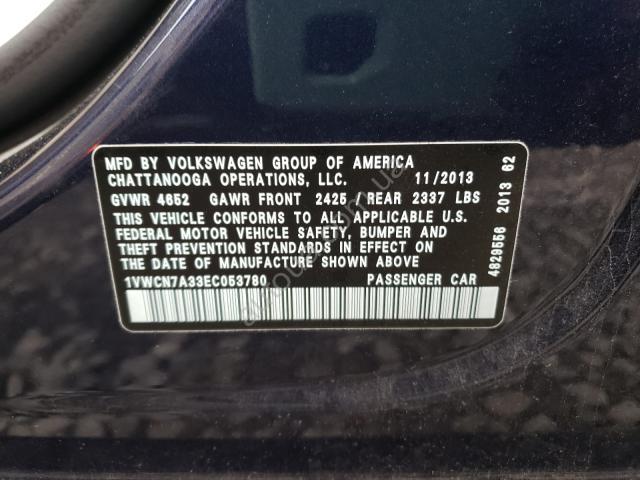 MFD BY VOLKSWAGEN GROUP OF AMERICA
CHATTANOOGA OPERATIONS, LLC. 11/2013
GVWR 4652 GAWR FRONT 2425 / REAR 2337 LBS
THIS VEHICLE CONFORMS TO ALL APPLICABLE U.S.
FEDERAL MOTOR VEHICLE SAFETY, BUMPER AND
THEFT PREVENTION STANDARDS IN EFFECT ON
THE DATE OF MANUFACTURE SHOWN ABOVE
1VWCN7A33EC053780 PASSENGER CAR
4829556 2013 62